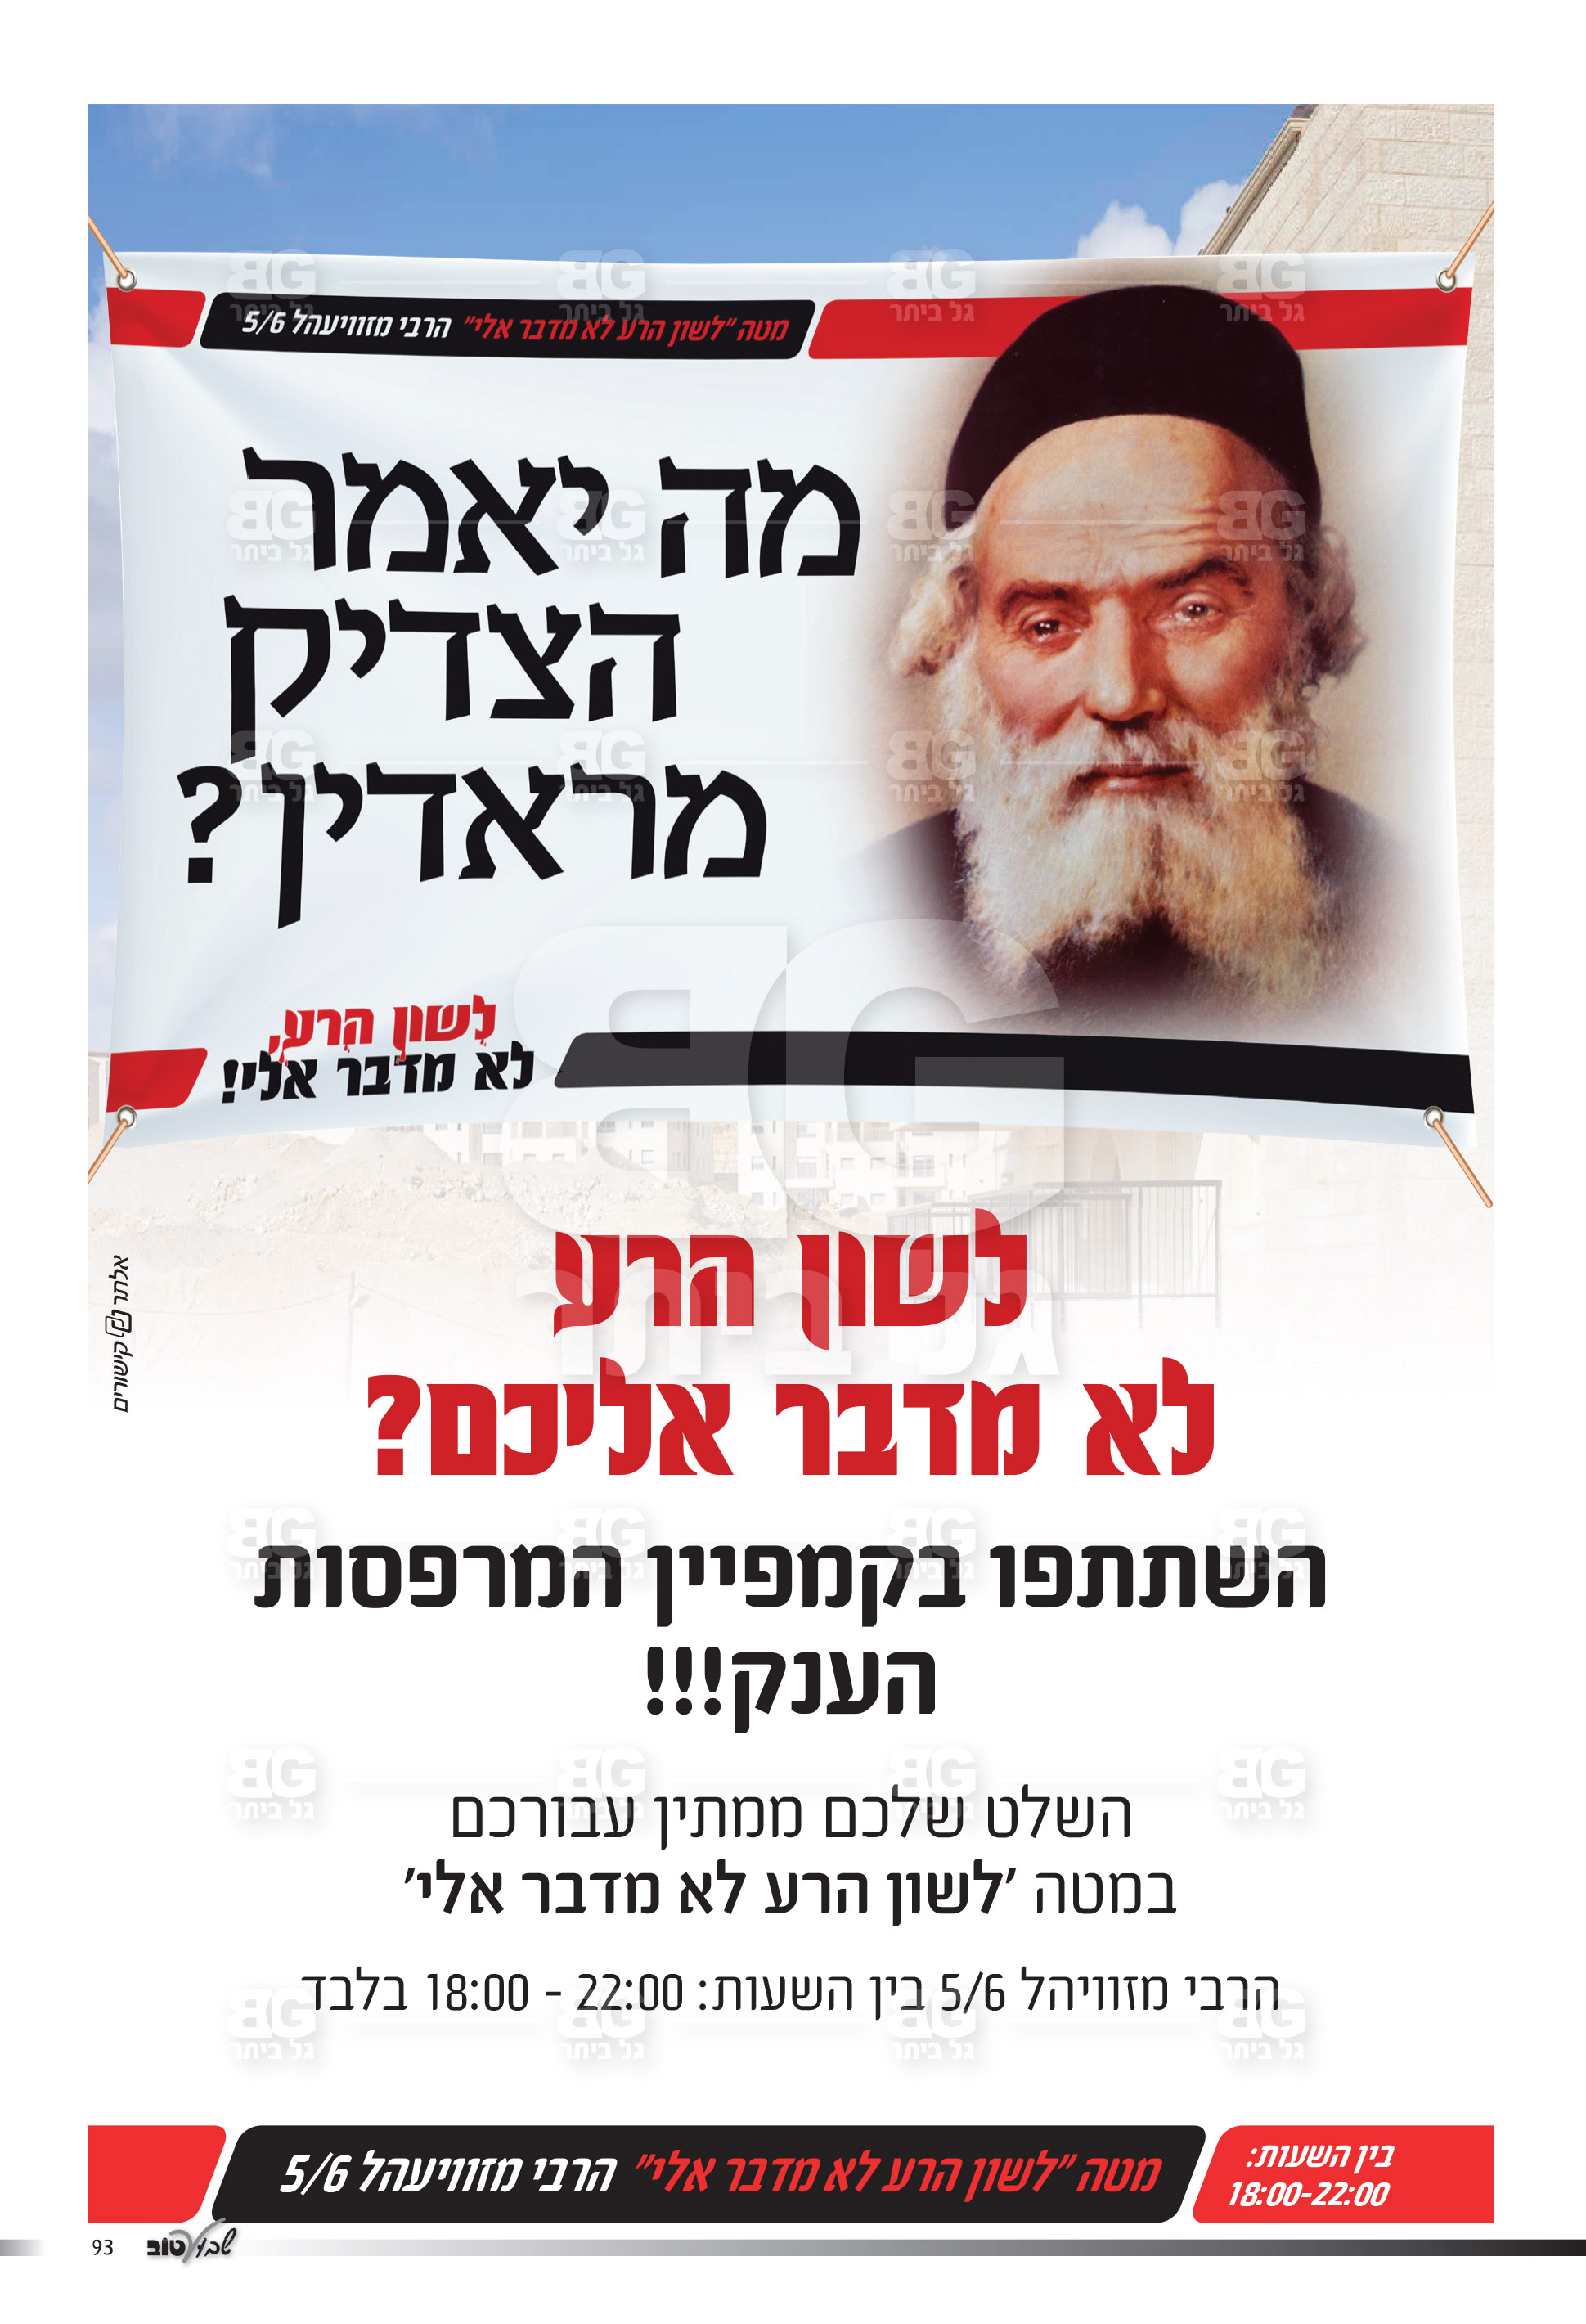 מטה "לשון הרע לא מדבר אלי" הרבי מזוויעהל 5/6
מה יאמר
הצדיק
מראדין?
לשון הרע,
לא מדבר אלי!
אלתר קישורים
לשון הרע
לא מדבר אליכם?
השתתפו בקמפיין המרפסות
הענק!!!
השלט שלכם ממתין עבורכם
במטה 'לשון הרע לא מדבר אלי'
הרבי מזוויהל 5/6 בין השעות: 22:00 - 18:00 בלבד
בין השעות:
18:00-22:00
מטה "לשון הרע לא מדבר אלי" הרבי מזוויעהל 5/6
שבוע טוב
93
BG
גל ביתר